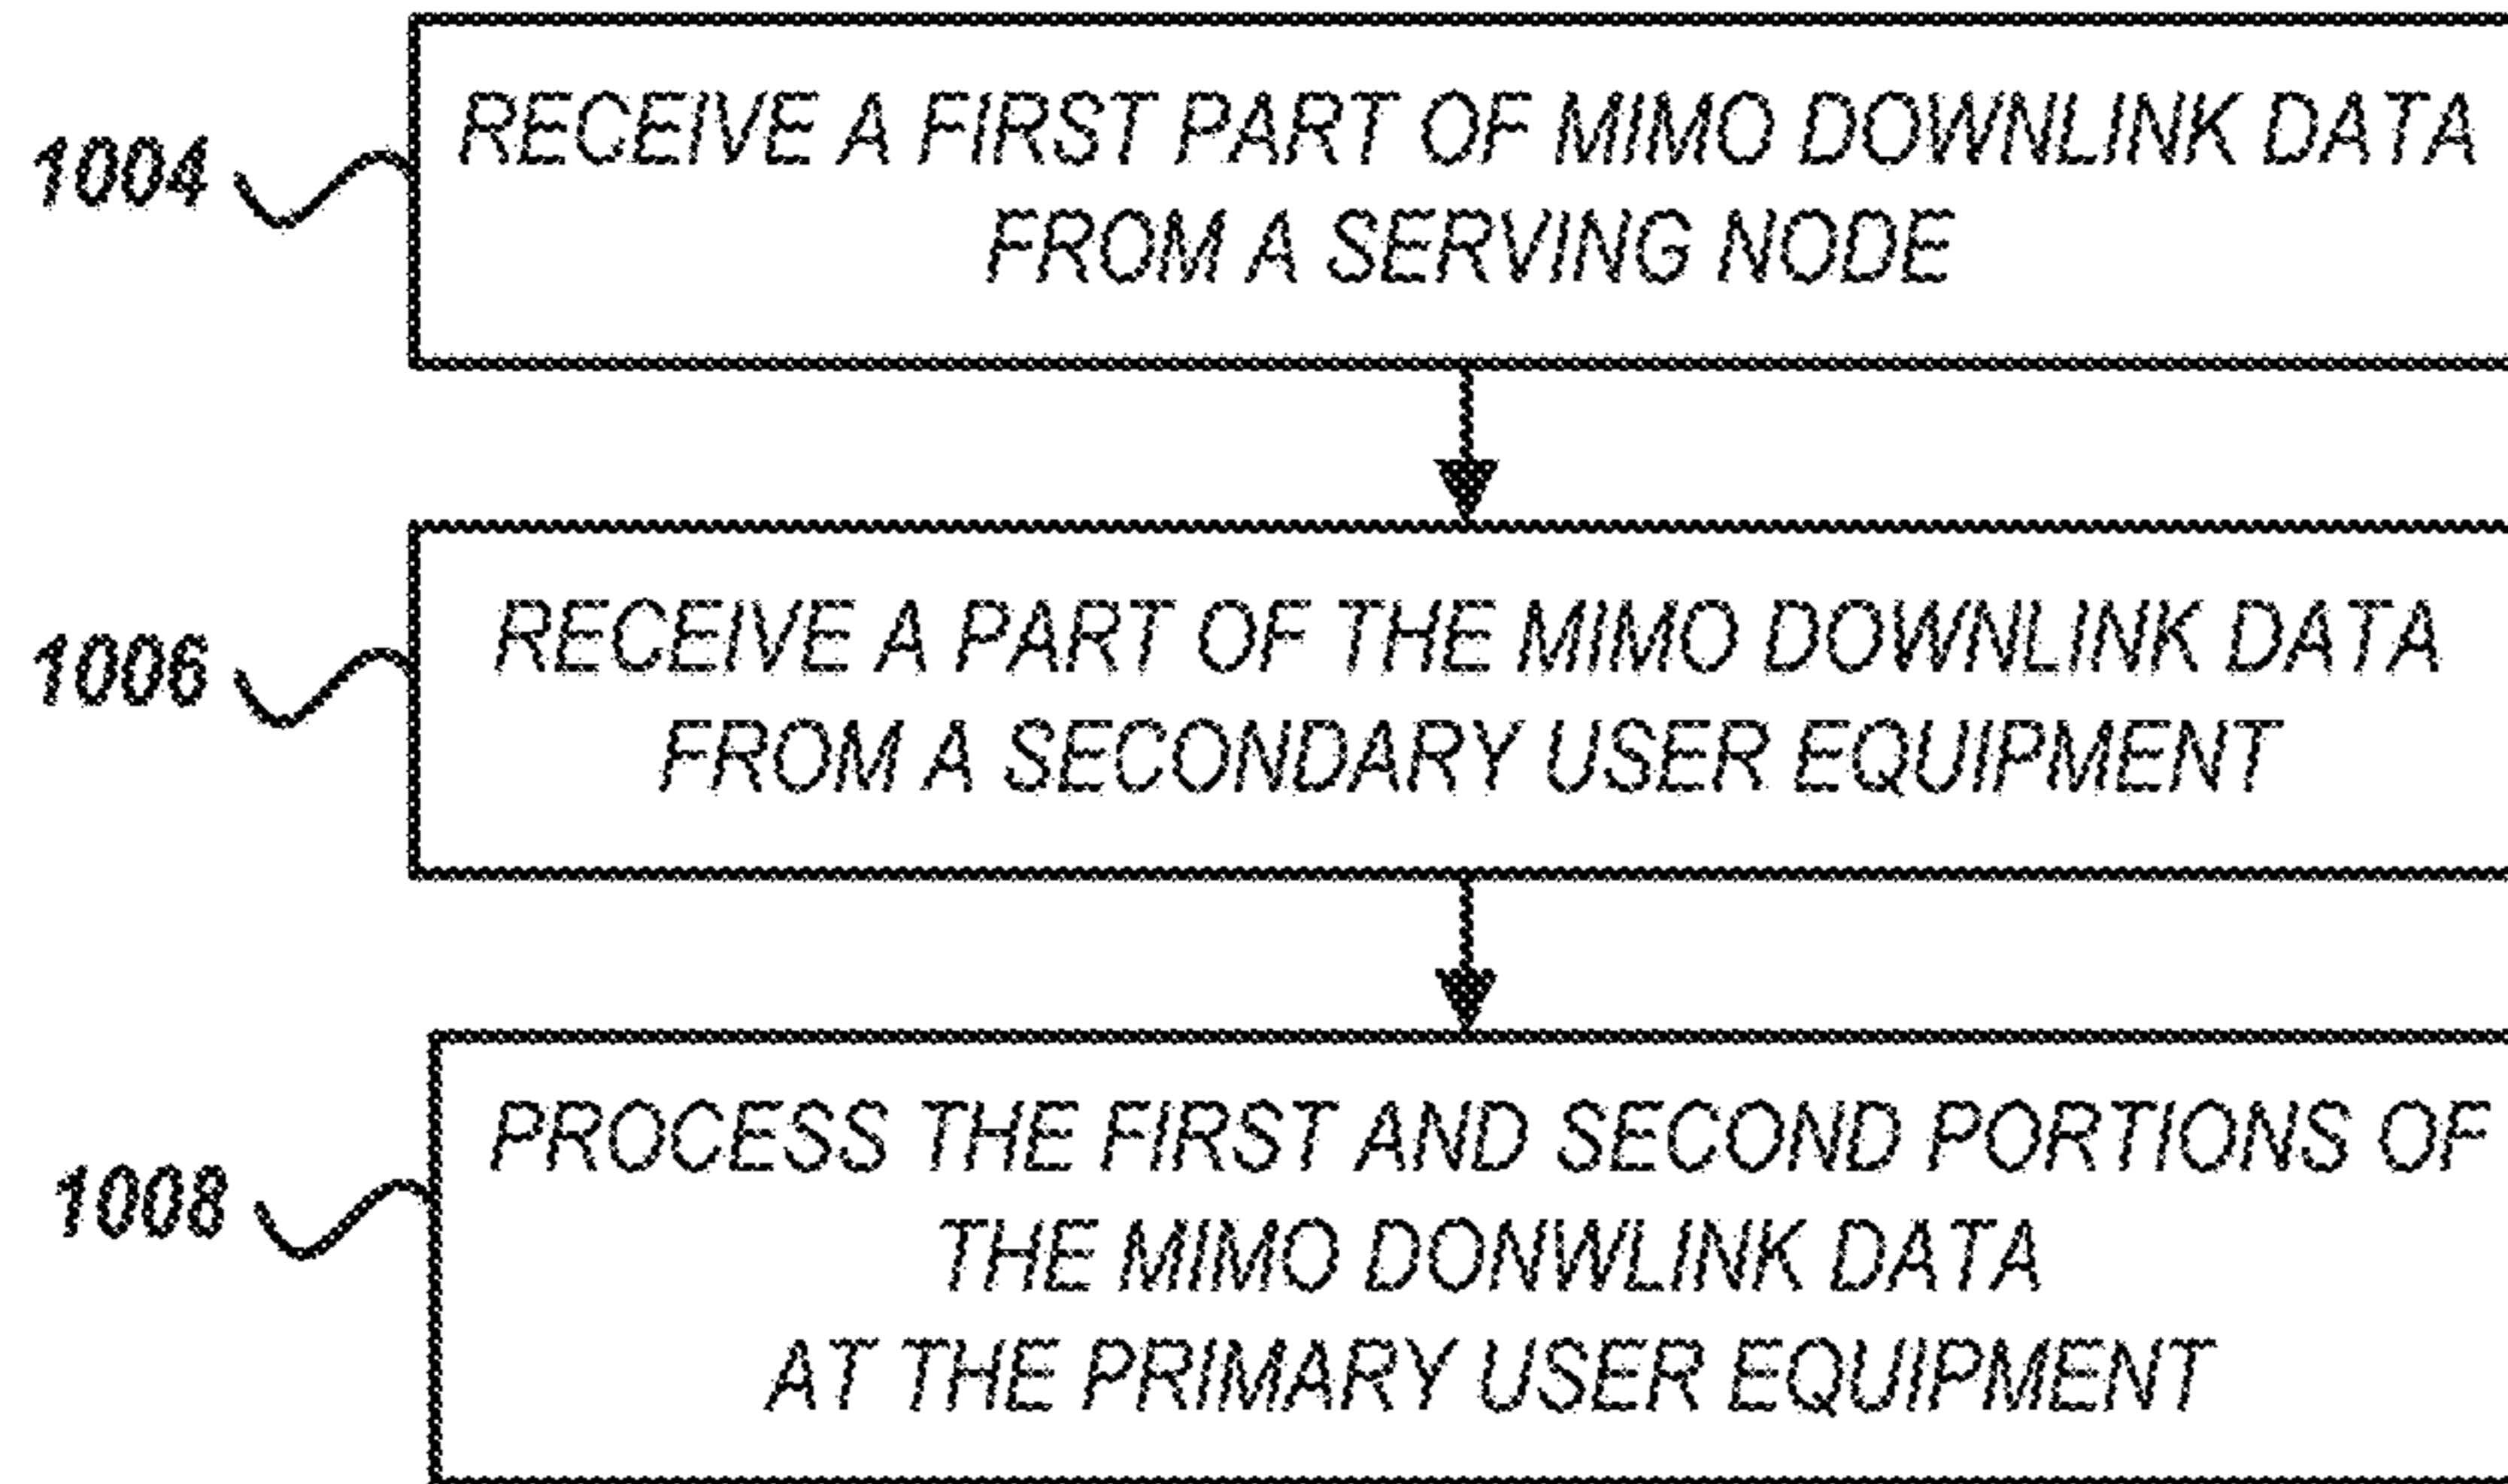 1004
RECEIVE A FIRST PART OF MIMO DOWNLINK DATA
FROM A SERVING NODE
1006
RECEIVE A PART OF THE MIMO DOWNLINK DATA
FROM A SECONDARY USER EQUIPMENT
1008
PROCESS THE FIRST AND SECOND PORTIONS OF
THE MIMO DONWLINK DATA
AT THE PRIMARY USER EQUIPMENT